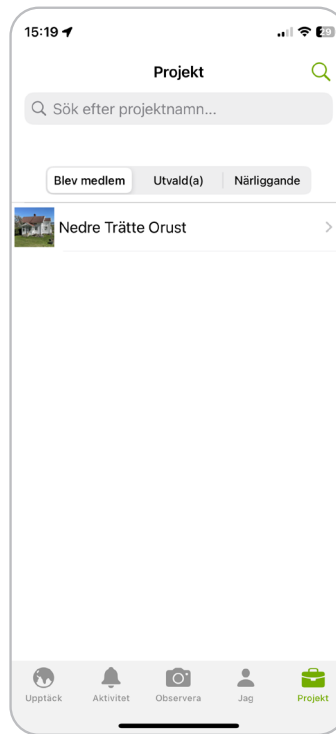 15:19
29
Projekt
Sök efter projektnamn...
Blev medlem Utvald(a) Närliggande
Nedre Trätte Orust
Upptäck Aktivitet Observera Jag Projekt